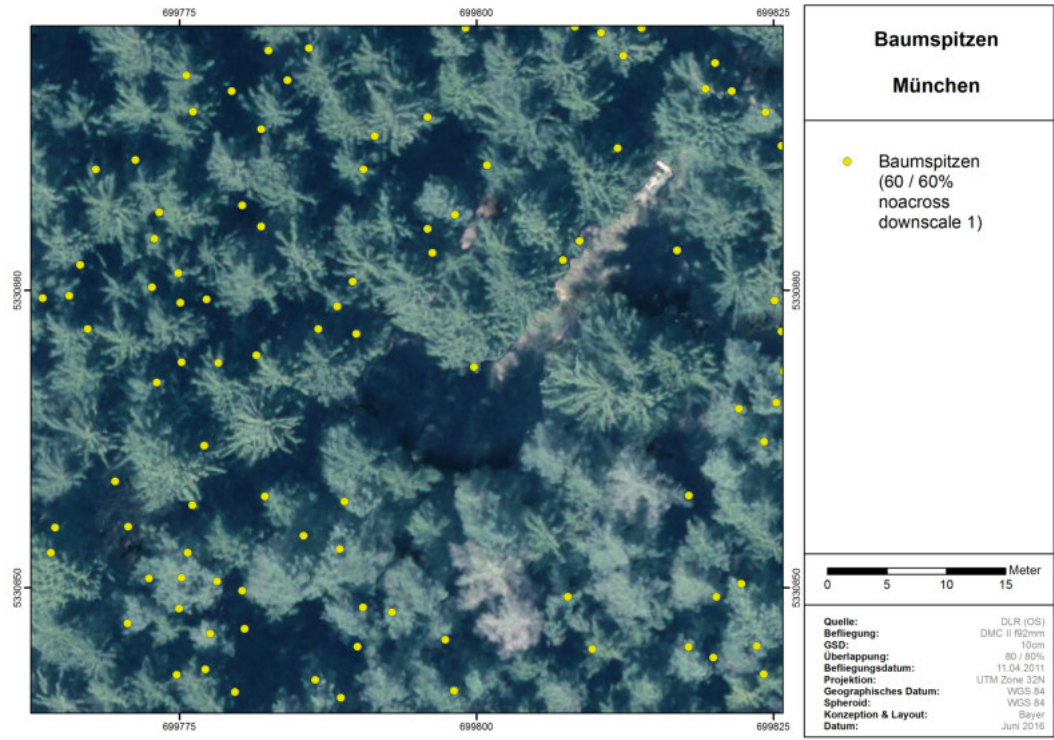 699775
699800
699825
5330880
5330880
5330850
5330850
699775
699800
699825
Baumspitzen
München
Baumspitzen
(60 / 60%
noacross
downscale 1)
Meter
0 5 10 15
Quelle: DLR (OS)
Befliegung: DMC II f92mm
GSD: 10cm
Überlappung: 80 / 80%
Befliegungsdatum: 11.04.2011
Projektion: UTM Zone 32N
Geographisches Datum: WGS 84
Spheroid: WGS 84
Konzeption & Layout: Bayer
Datum: Juni 2016